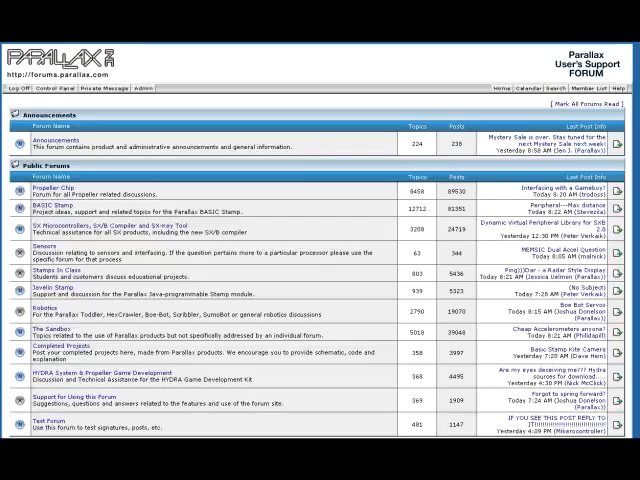 PARALLAX INC
http://forums.parallax.com
Parallax
User's Support
FORUM
Log Off Control Panel Private Message Admin
Home Calendar Search Member List Help
[ Mark All Forums Read ]
Announcements
Forum Name Topics Posts Last Post Info
Announcements
This forum contains product and administrative announcements and general information.
224 238
Mystery Sale is over. Stay tuned for the
next Mystery Sale next week!
Yesterday 8:58 AM (Jen J. (Parallax))
Public Forums
Forum Name Topics Posts Last Post Info
Propeller Chip
Forum for all Propeller related discussions.
8458 89530
Interfacing with a Gameboy?
Today 8:20 AM (trodoss)
BASIC Stamp
Project ideas, support and related topics for the Parallax BASIC Stamp.
12712 81351
Peripheral---Max distance
Today 8:22 AM (Stevezila)
SX Microcontrollers, SX/B Compiler and SX-Key Tool
Technical assistance for all SX products, including the new SX/B compiler
3208 24719
Dynamic Virtual Peripheral Library for SXB
2.0
Yesterday 12:30 PM (Peter Verkaik)
Sensors
Discussion relating to sensors and interfacing. If the question pertains more to a particular processor please use the
specific forum for that process
63 344
MEMSIC Dual Accel Question
Today 8:05 AM (malnick)
Stamps In Class
Students and customers discuss educational projects.
803 5436
Ping)))Dar - a Radar Style Display
Today 8:21 AM (Jessica Uelmen (Parallax))
Javelin Stamp
Support and discussion for the Parallax Java-programmable Stamp module.
939 5323
(No Subject)
Today 7:28 AM (Peter Verkaik)
Robotics
For the Parallax Toddler, HexCrawler, Boe-Bot, Scribbler, SumoBot or general robotics discussions
2790 19070
Boe Bot Servos
Today 8:15 AM (Joshua Donelson
(Parallax))
The Sandbox
Topics related to the use of Parallax products but not specifically addressed by an individual forum.
5018 39048
Cheap Accelerometers anyone?
Today 8:21 AM (Philldapill)
Completed Projects
Post your completed projects here, made from Parallax products. We encourage you to provide schematic, code and
explanation
358 3997
Basic Stamp Kite Camera
Today 7:20 AM (Dave Hein)
HYDRA System & Propeller Game Development
Discussion and Technical Assistance for the HYDRA Game Development Kit
368 4495
Are my eyes deceiving me??? Hydra
sources for download.....
Yesterday 4:30 PM (Nick McClick)
Support for Using this Forum
Suggestions, questions and answers related to the features and use of the forum site.
369 1909
Forgot to spring forward?
Today 7:24 AM (Joshua Donelson
(Parallax))
Test Forum
Use this forum to test signatures, posts, etc.
481 1147
IF YOU SEE THIS POST REPLY TO
IT!!!!!!!!!!!!!!!!!!!!!!!!!!!!!!
Yesterday 4:09 PM (Mikerocontroller)